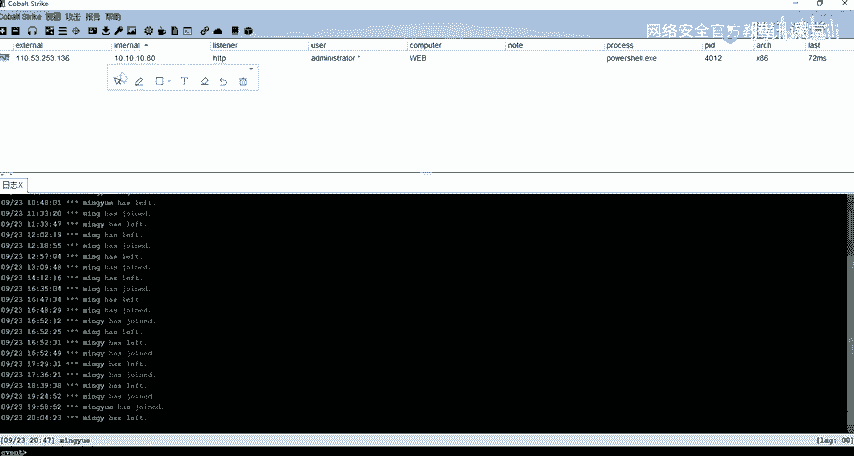 Cobalt Strike
Cobalt Strike 视图 攻击 报告 帮助
网络安全官方教
external internal listener user computer note process pid arch last
110.53.253.136 10.10.10.80 http administrator * WEB powershell.exe 4012 x86 72ms
T
日志X
09/23 10:48:01 *** mingyue has left.
09/23 11:33:20 *** ming has joined.
09/23 11:33:47 *** mingy has left.
09/23 12:02:19 *** ming has left.
09/23 12:18:55 *** ming has joined.
09/23 12:57:04 *** ming has left.
09/23 13:09:48 *** ming has joined.
09/23 14:12:16 *** ming has left.
09/23 16:35:04 *** ming has joined.
09/23 16:47:34 *** ming has left.
09/23 16:48:29 *** ming has joined.
09/23 16:52:12 *** mingy has joined.
09/23 16:52:25 *** ming has left.
09/23 16:52:31 *** mingy has left.
09/23 16:52:49 *** mingy has joined.
09/23 17:29:31 *** mingy has left.
09/23 17:36:21 *** mingy has joined.
09/23 18:39:38 *** mingy has left.
09/23 19:24:52 *** mingy has joined.
09/23 19:58:52 *** mingyue has joined.
09/23 20:04:23 *** mingy has left.
[09/23 20:47] mingyue [lag: 00]
event>